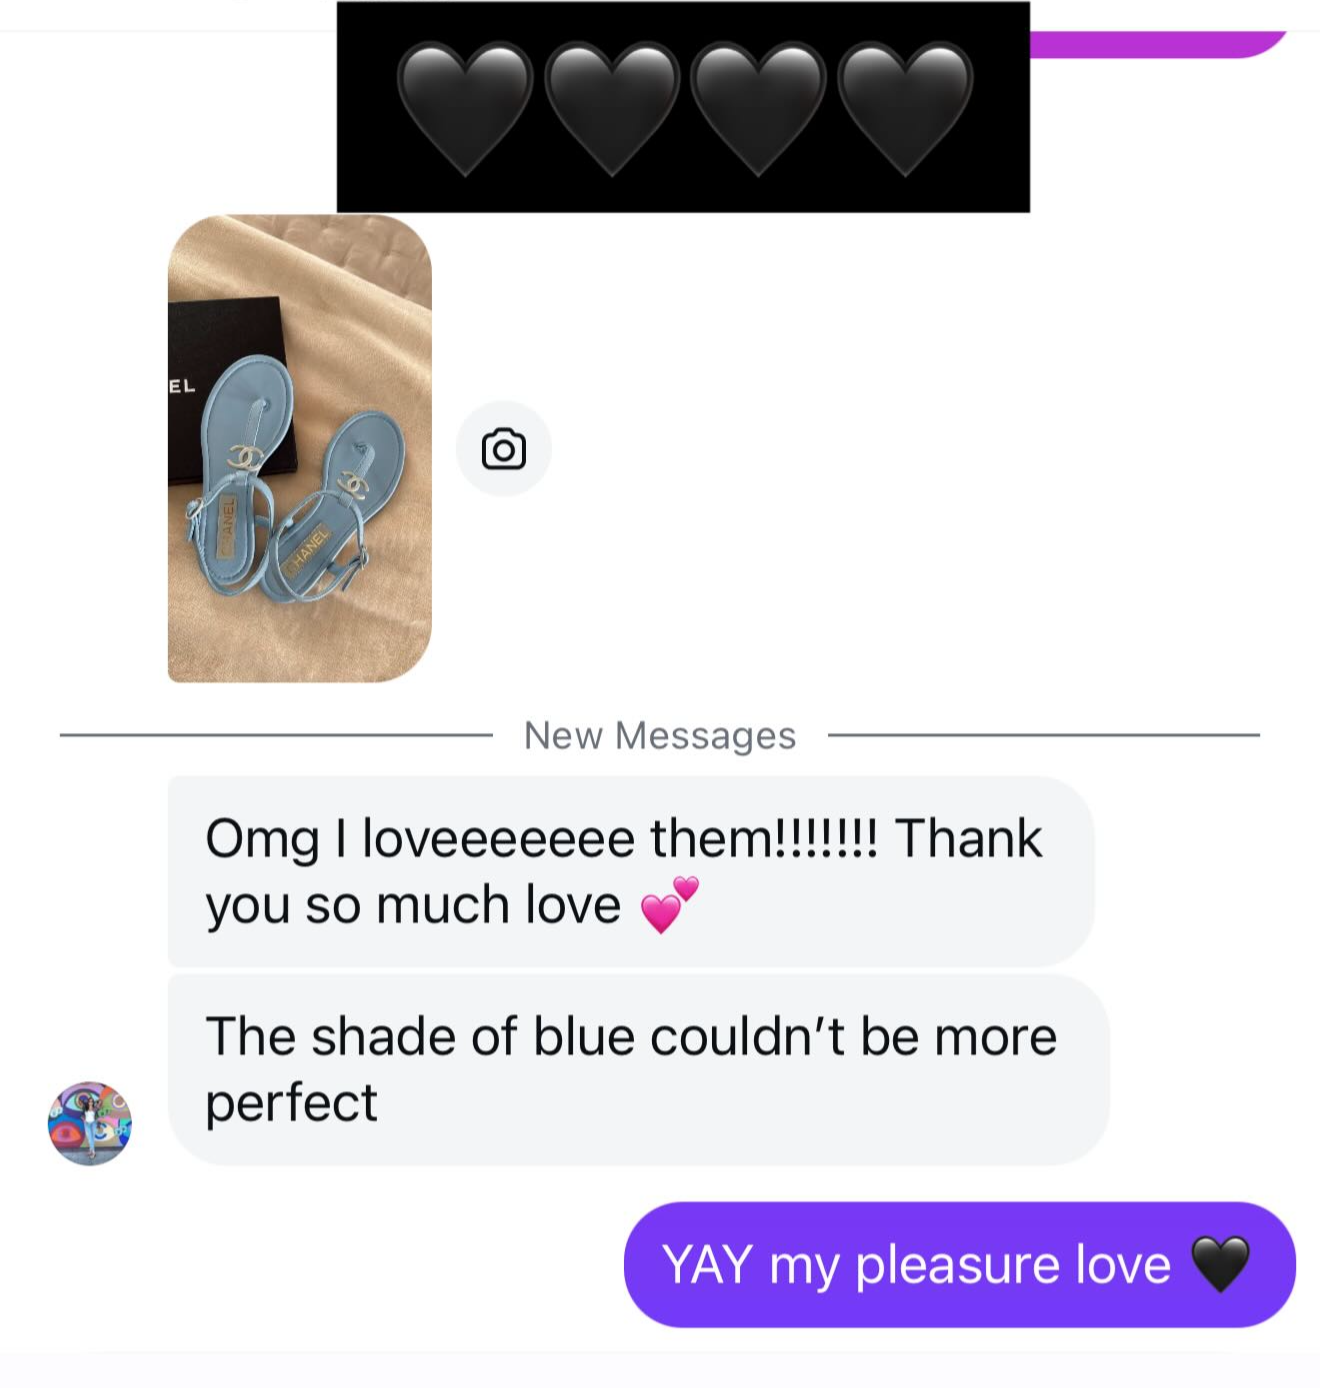 🖤🖤🖤🖤
EL
CHANEL
CHANEL
New Messages
Omg I loveeeeeeee them!!!!!!! Thank
you so much love 💕
The shade of blue couldn’t be more
perfect
YAY my pleasure love 🖤